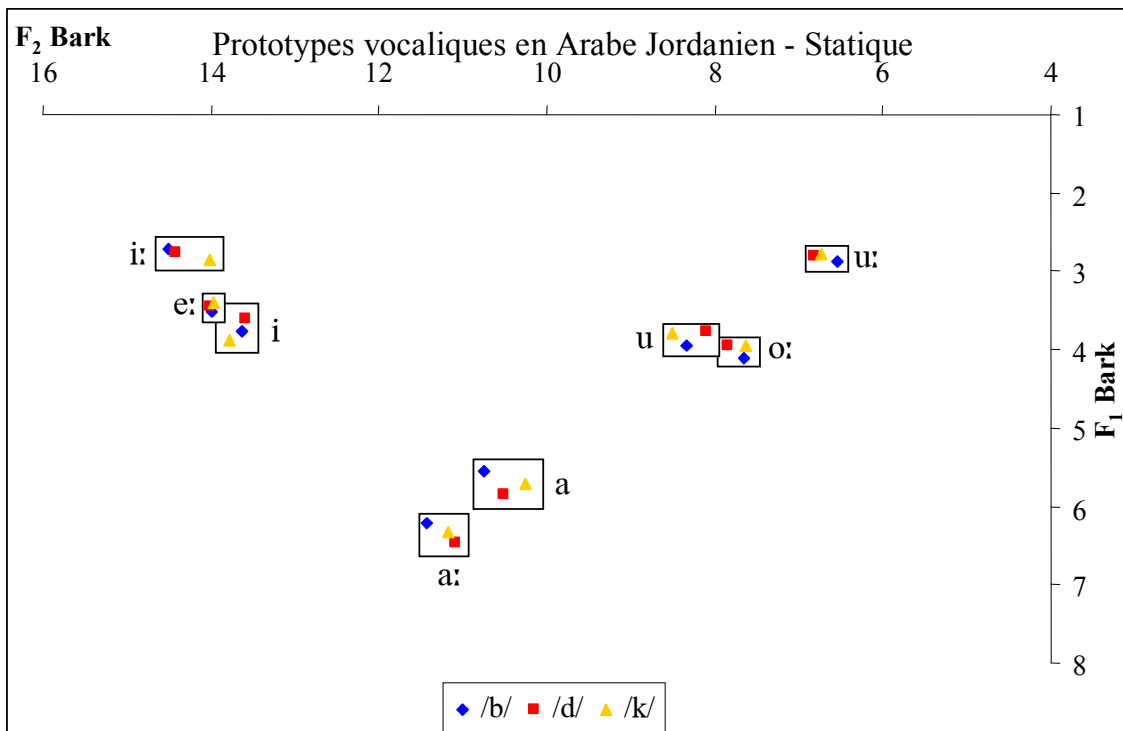 F₂ Bark
Prototypes vocaliques en Arabe Jordanien - Statique
16 14 12 10 8 6 4
1
2
iː
uː
3
eː
i
u
oː
4
F₁ Bark
5
a
6
aː
7
8
/b/ /d/ /k/